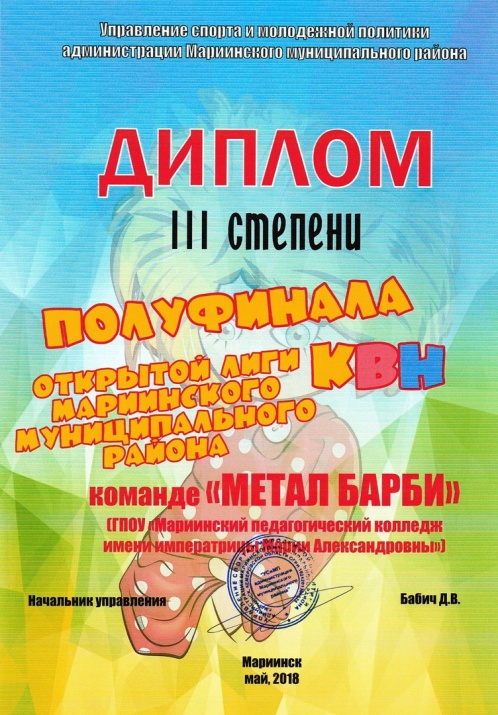 Управление спорта и молодежной политики
администрации Мариинского муниципального района
ДИПЛОМ
III степени
ПОЛУФИНАЛА
ОТКРЫТОЙ ЛИГИ КВН
МАРИИНСКОГО
МУНИЦИПАЛЬНОГО
РАЙОНА
команде «МЕТАЛ БАРБИ»
(ГПОУ «Мариинский педагогический колледж
имени императрицы Марии Александровны»)
Начальник управления
Бабич Д.В.
Мариинск
май, 2018